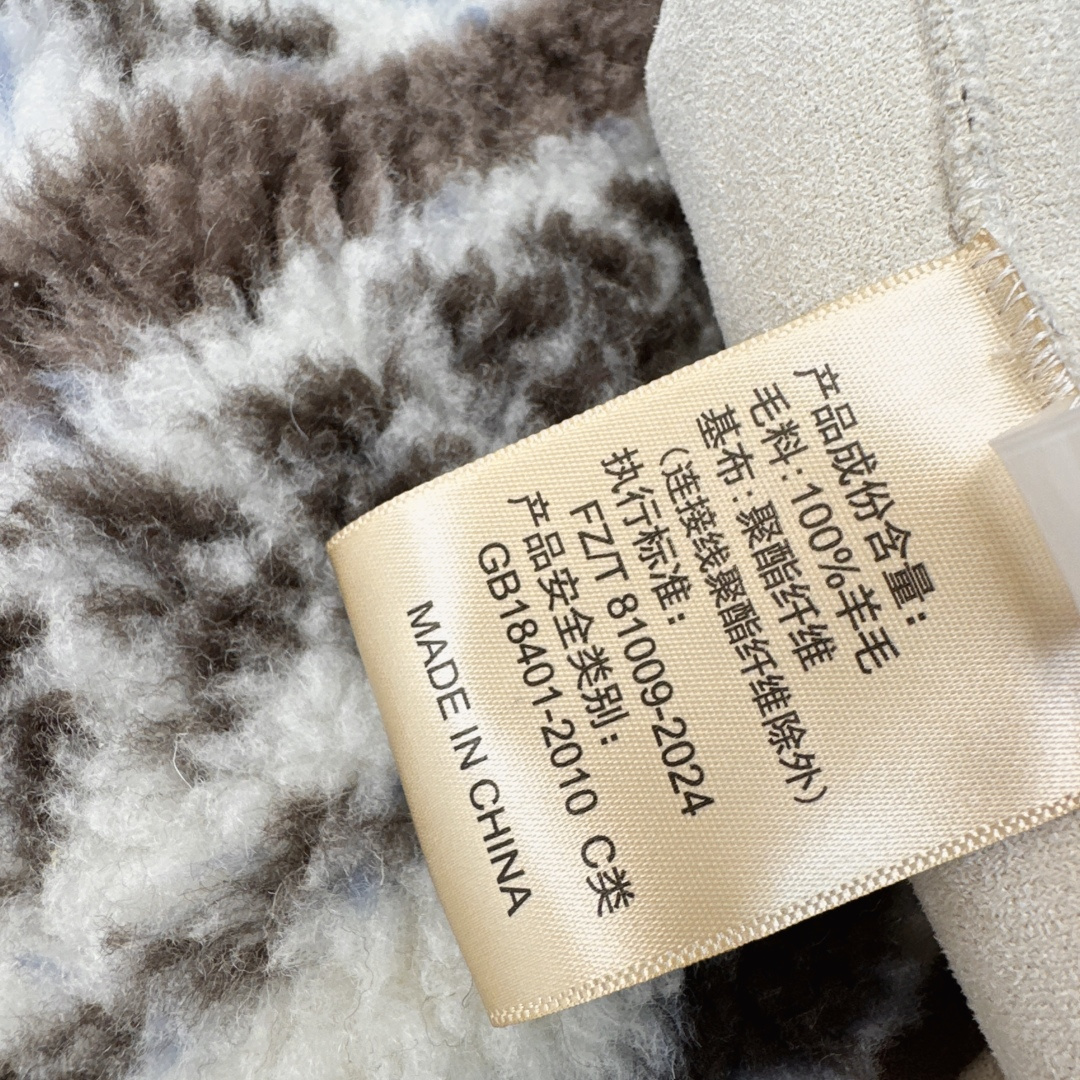 产品成份含量：
毛料：100%羊毛
基布：聚酯纤维
（连接线聚酯纤维除外）
执行标准：
FZ/T 81009-2024
产品安全类别：
GB18401-2010 C类
MADE IN CHINA